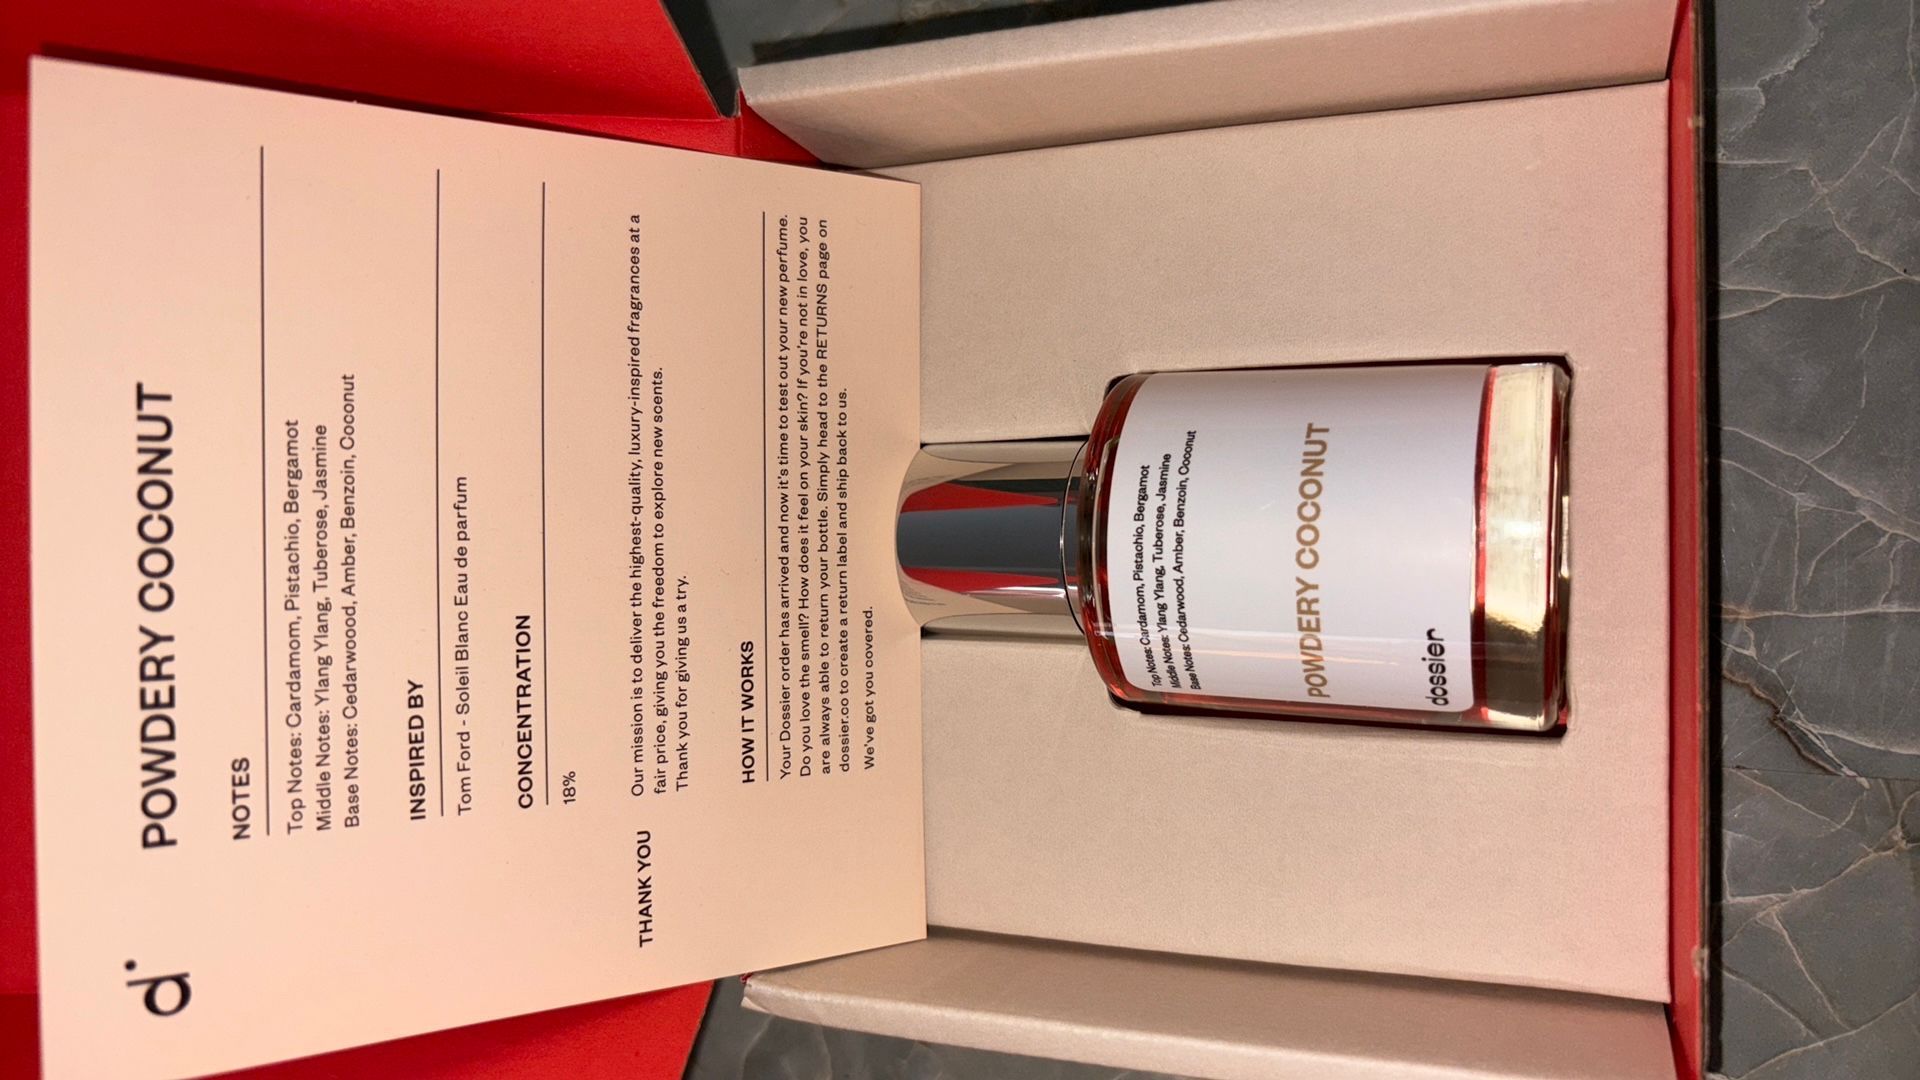 d·
POWDERY COCONUT
NOTES
Top Notes: Cardamom, Pistachio, Bergamot
Middle Notes: Ylang Ylang, Tuberose, Jasmine
Base Notes: Cedarwoood, Amber, Benzoin, Coconut
INSPIRED BY
Tom Ford - Soleil Blanc Eau de parfum
CONCENTRATION
18%
THANK YOU
Our mission is to deliver the highest-quality, luxury-inspired fragrances at a
fair price, giving you the freedom to explore new scents.
Thank you for giving us a try.
HOW IT WORKS
Your Dossier order has arrived and now it's time to test out your new perfume.
Do you love the smell? How does it feel on your skin? If you're not in love, you
are always able to return your bottle. Simply head to the RETURNS page on
dossier.co to create a return label and ship back to us.
We've got you covered.
Top Notes: Cardamom, Pistachio, Bergamot
Middle Notes: Ylang Ylang, Tuberose, Jasmine
Base Notes: Cedarwood, Amber, Benzoin, Coconut
POWDERY COCONUT
dossier